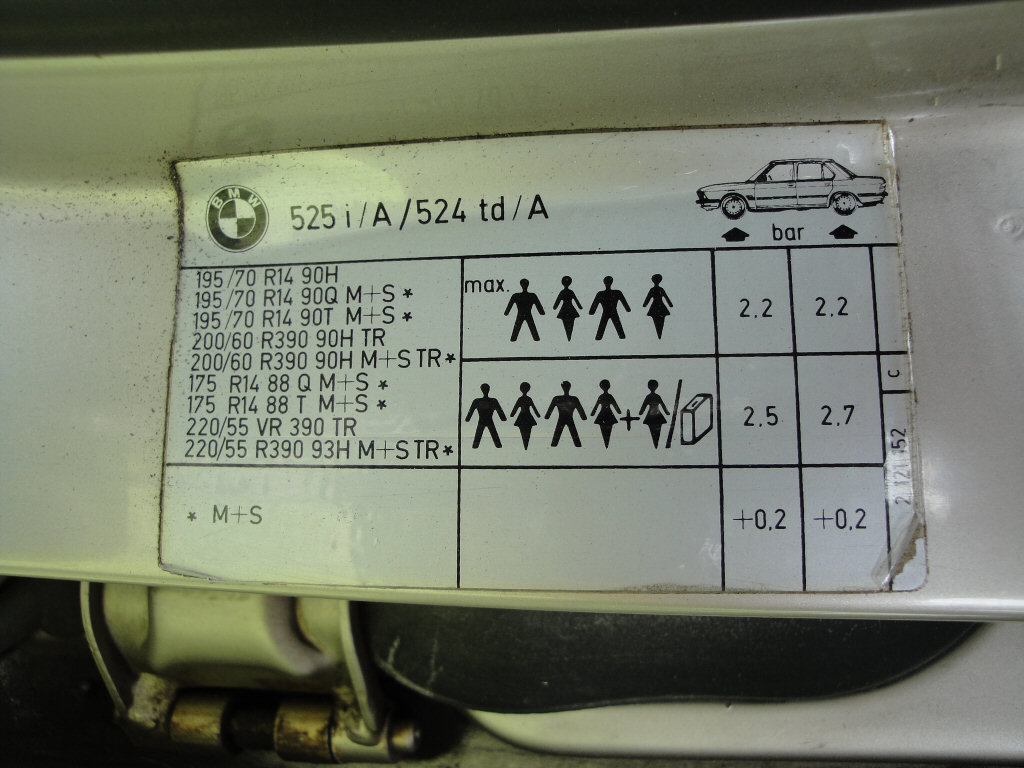 BMW
525 i/A/524 td/A
bar
195/70 R14 90H
195/70 R14 90Q M+S *
195/70 R14 90T M+S *
200/60 R390 90H TR
200/60 R390 90H M+S TR *
175 R14 88 Q M+S *
175 R14 88 T M+S *
220/55 VR 390 TR
220/55 R390 93H M+S TR *
max.
2.2 2.2
+ /
2.5 2.7
* M+S
+0.2 +0.2
C
2 121